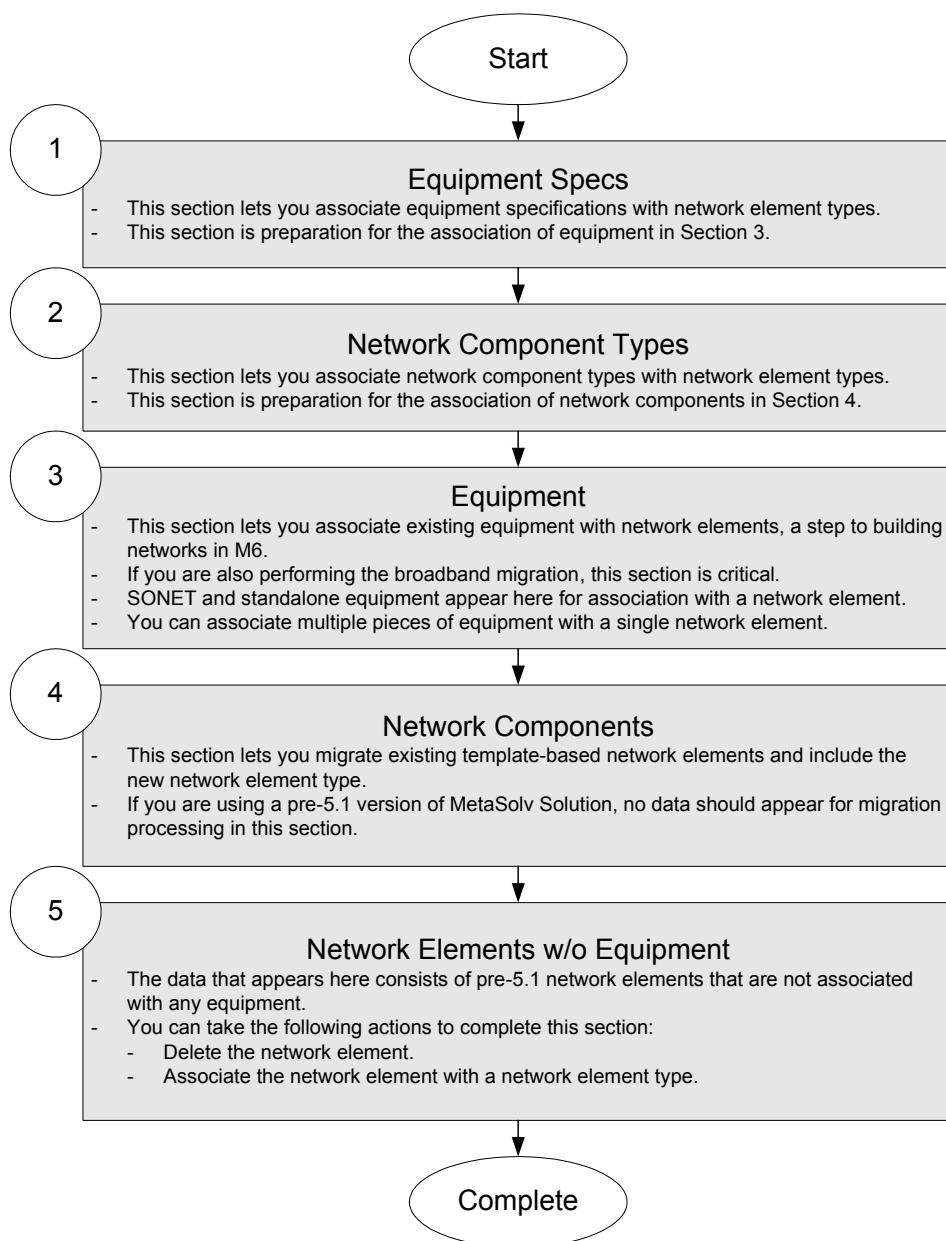 Start
1
Equipment Specs
- This section lets you associate equipment specifications with network element types.
- This section is preparation for the association of equipment in Section 3.
2
Network Component Types
- This section lets you associate network component types with network element types.
- This section is preparation for the association of network components in Section 4.
3
Equipment
- This section lets you associate existing equipment with network elements, a step to building
networks in M6.
- If you are also performing the broadband migration, this section is critical.
- SONET and standalone equipment appear here for association with a network element.
- You can associate multiple pieces of equipment with a single network element.
4
Network Components
- This section lets you migrate existing template-based network elements and include the
new network element type.
- If you are using a pre-5.1 version of MetaSolv Solution, no data should appear for migration
processing in this section.
5
Network Elements w/o Equipment
- The data that appears here consists of pre-5.1 network elements that are not associated
with any equipment.
- You can take the following actions to complete this section:
- Delete the network element.
- Associate the network element with a network element type.
Complete